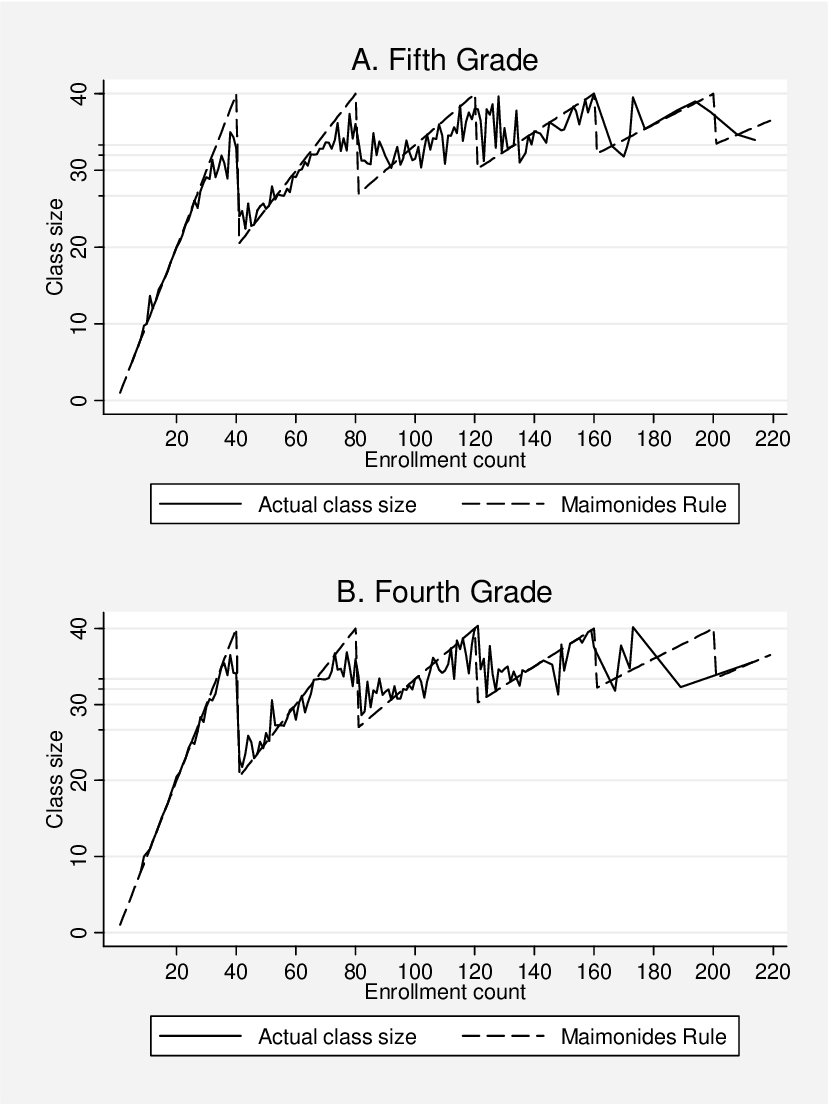 A. Fifth Grade
Class size
40
30
20
10
0
20 40 60 80 100 120 140 160 180 200 220
Enrollment count
Actual class size Maimonides Rule
B. Fourth Grade
Class size
40
30
20
10
0
20 40 60 80 100 120 140 160 180 200 220
Enrollment count
Actual class size Maimonides Rule